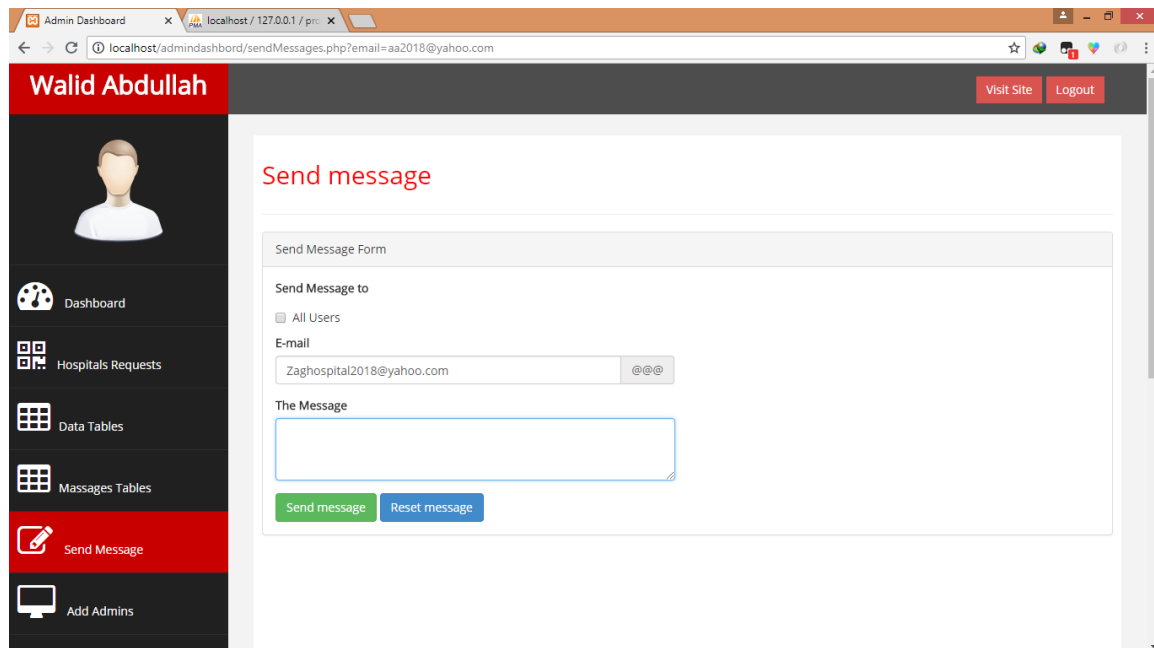 Admin Dashboard
localhost / 127.0.0.1 / pro
localhost/admindashbord/sendMessages.php?email=aa2018@yahoo.com
1
Walid Abdullah
Visit Site
Logout
Send message
Send Message Form
Send Message to
All Users
E-mail
Zaghospital2018@yahoo.com
@@@
The Message
Send message
Reset message
Dashboard
Hospitals Requests
Data Tables
Massages Tables
Send Message
Add Admins